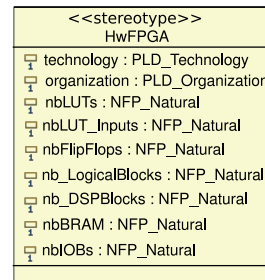 <<stereotype>>
HwFPGA
technology : PLD_Technology
organization : PLD_Organization
nbLUTs : NFP_Natural
nbLUT_Inputs : NFP_Natural
nbFlipFlops : NFP_Natural
nb_LogicalBlocks : NFP_Natural
nb_DSPBlocks : NFP_Natural
nbBRAM : NFP_Natural
nbIOBs : NFP_Natural